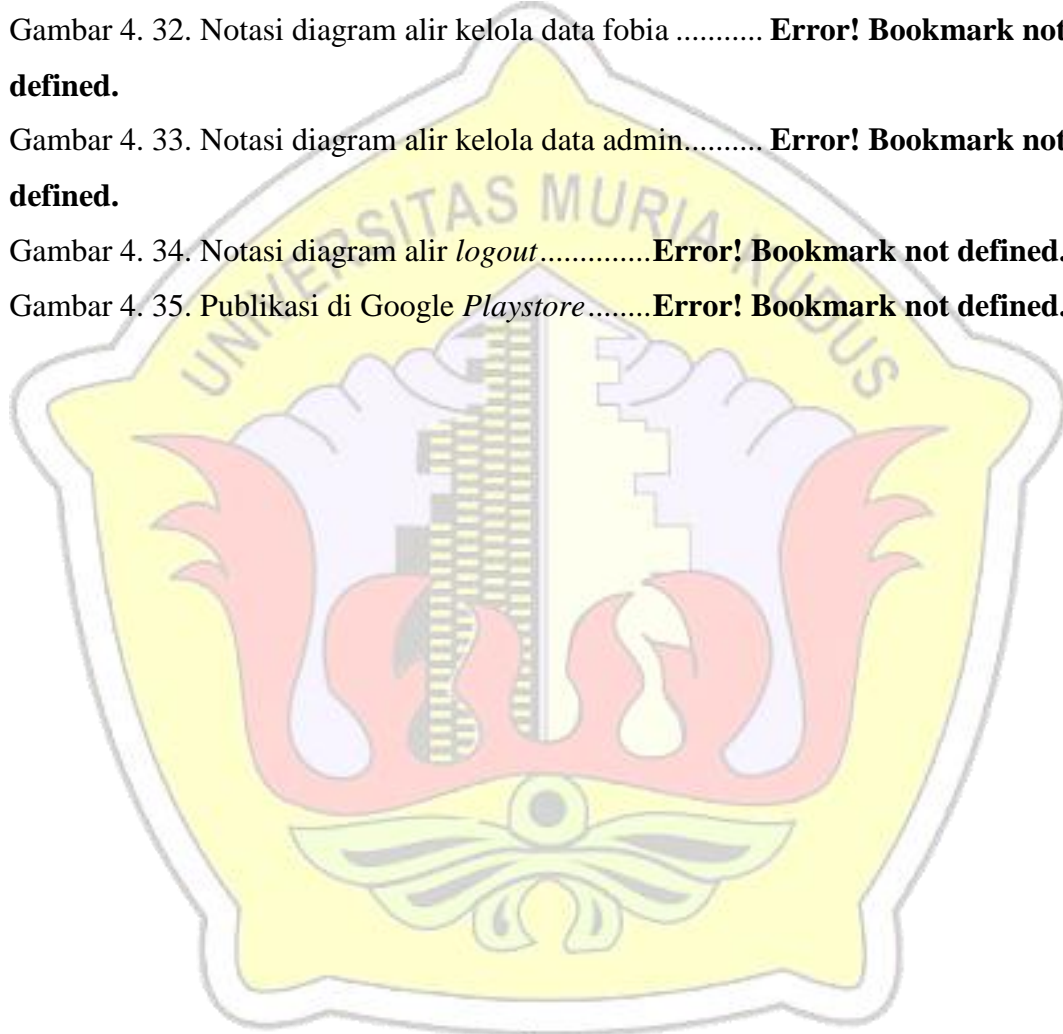 Gambar 4. 32. Notasi diagram alir kelola data fobia ........... Error! Bookmark not
defined.
Gambar 4. 33. Notasi diagram alir kelola data admin.......... Error! Bookmark not
defined.
Gambar 4. 34. Notasi diagram alir logout..............Error! Bookmark not defined.
Gambar 4. 35. Publikasi di Google Playstore........Error! Bookmark not defined.
UNIVERSITAS MURIA KUDUS